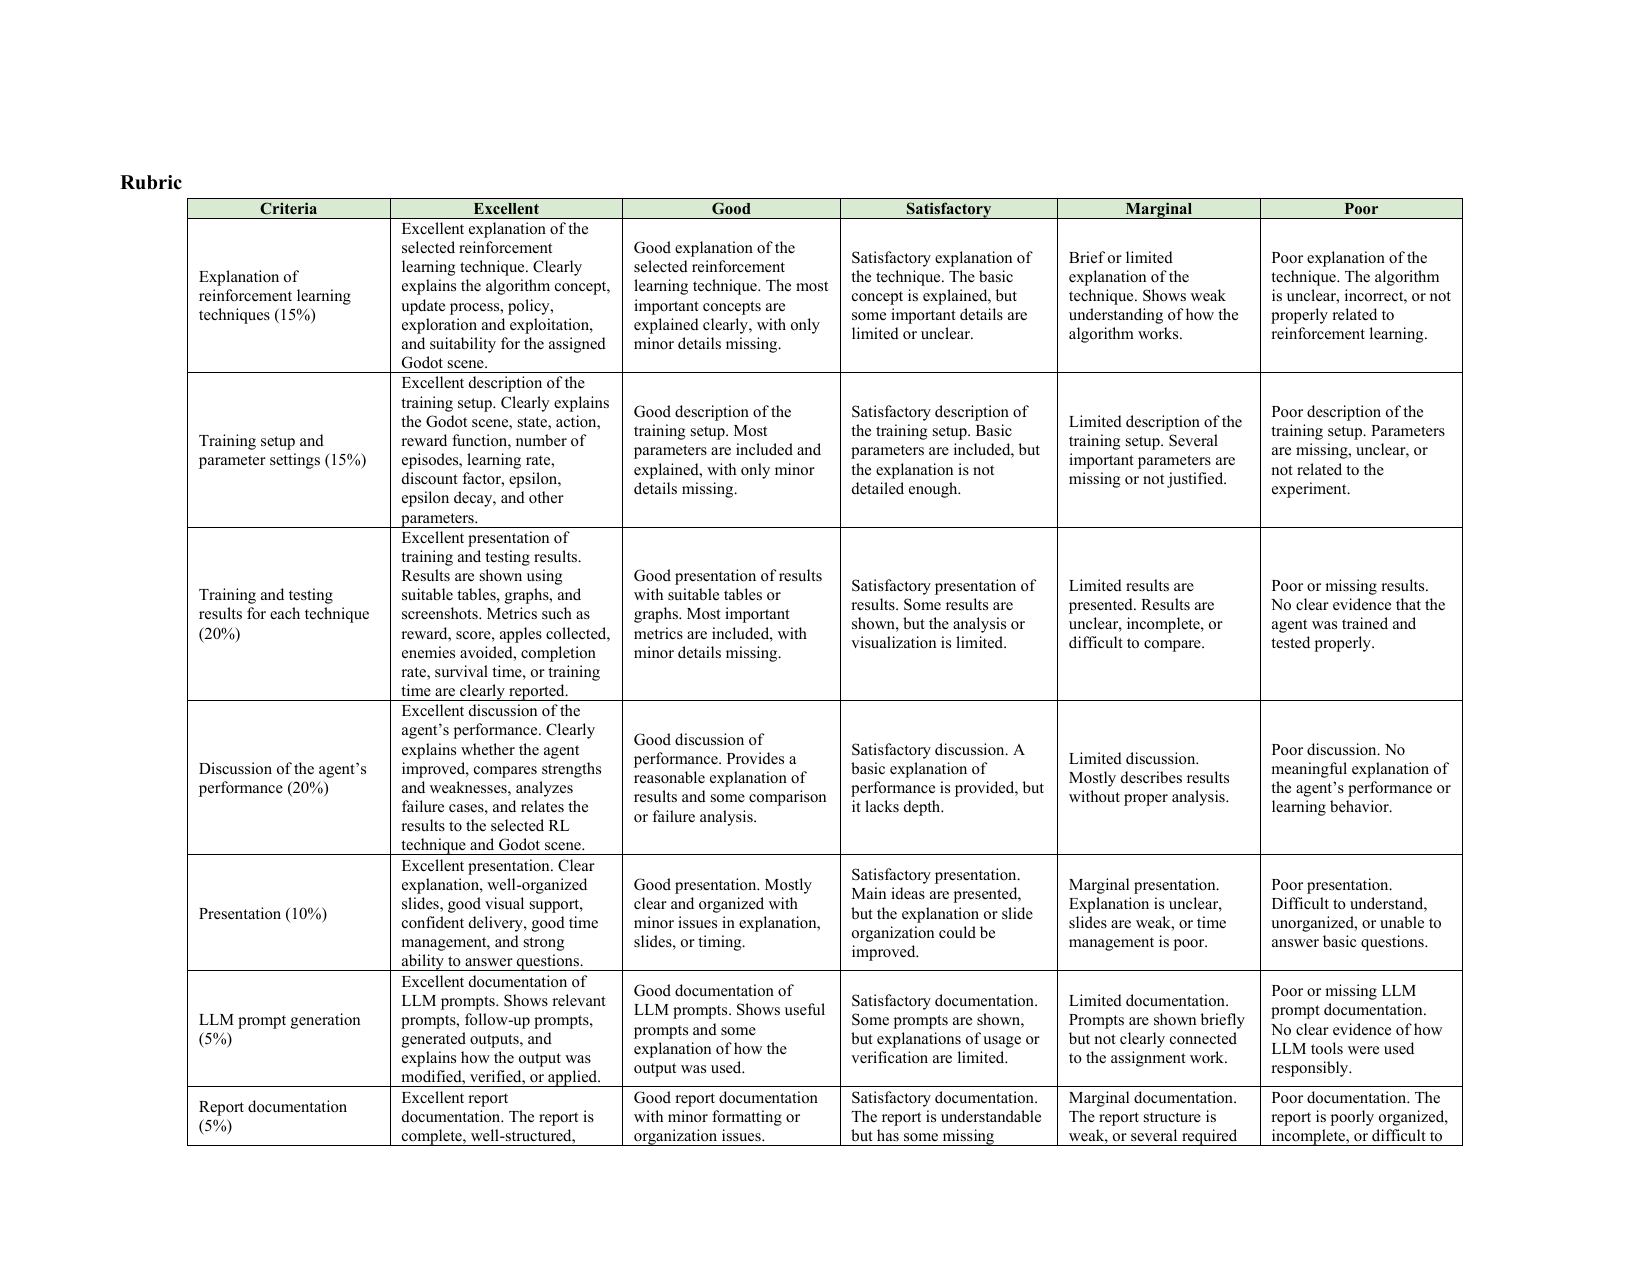 Rubric
Criteria
Excellent
Good
Satisfactory
Marginal
Poor
Explanation of
reinforcement learning
techniques (15%)
Excellent explanation of the
selected reinforcement
learning technique. Clearly
explains the algorithm concept,
update process, policy,
exploration and exploitation,
and suitability for the assigned
Godot scene.
Good explanation of the
selected reinforcement
learning technique. The most
important concepts are
explained clearly, with only
minor details missing.
Satisfactory explanation of
the technique. The basic
concept is explained, but
some important details are
limited or unclear.
Brief or limited
explanation of the
technique. Shows weak
understanding of how the
algorithm works.
Poor explanation of the
technique. The algorithm
is unclear, incorrect, or not
properly related to
reinforcement learning.
Training setup and
parameter settings (15%)
Excellent description of the
training setup. Clearly explains
the Godot scene, state, action,
reward function, number of
episodes, learning rate,
discount factor, epsilon,
epsilon decay, and other
parameters.
Good description of the
training setup. Most
parameters are included and
explained, with only minor
details missing.
Satisfactory description of
the training setup. Basic
parameters are included, but
the explanation is not
detailed enough.
Limited description of the
training setup. Several
important parameters are
missing or not justified.
Poor description of the
training setup. Parameters
are missing, unclear, or
not related to the
experiment.
Training and testing
results for each technique
(20%)
Excellent presentation of
training and testing results.
Results are shown using
suitable tables, graphs, and
screenshots. Metrics such as
reward, score, apples collected,
enemies avoided, completion
rate, survival time, or training
time are clearly reported.
Good presentation of results
with suitable tables or
graphs. Most important
metrics are included, with
minor details missing.
Satisfactory presentation of
results. Some results are
shown, but the analysis or
visualization is limited.
Limited results are
presented. Results are
unclear, incomplete, or
difficult to compare.
Poor or missing results.
No clear evidence that the
agent was trained and
tested properly.
Discussion of the agent’s
performance (20%)
Excellent discussion of the
agent’s performance. Clearly
explains whether the agent
improved, compares strengths
and weaknesses, analyzes
failure cases, and relates the
results to the selected RL
technique and Godot scene.
Good discussion of
performance. Provides a
reasonable explanation of
results and some comparison
or failure analysis.
Satisfactory discussion. A
basic explanation of
performance is provided, but
it lacks depth.
Limited discussion.
Mostly describes results
without proper analysis.
Poor discussion. No
meaningful explanation of
the agent’s performance or
learning behavior.
Presentation (10%)
Excellent presentation. Clear
explanation, well-organized
slides, good visual support,
confident delivery, good time
management, and strong
ability to answer questions.
Good presentation. Mostly
clear and organized with
minor issues in explanation,
slides, or timing.
Satisfactory presentation.
Main ideas are presented,
but the explanation or slide
organization could be
improved.
Marginal presentation.
Explanation is unclear,
slides are weak, or time
management is poor.
Poor presentation.
Difficult to understand,
unorganized, or unable to
answer basic questions.
LLM prompt generation
(5%)
Excellent documentation of
LLM prompts. Shows relevant
prompts, follow-up prompts,
generated outputs, and
explains how the output was
modified, verified, or applied.
Good documentation of
LLM prompts. Shows useful
prompts and some
explanation of how the
output was used.
Satisfactory documentation.
Some prompts are shown,
but explanations of usage or
verification are limited.
Limited documentation.
Prompts are shown briefly
but not clearly connected
to the assignment work.
Poor or missing LLM
prompt documentation.
No clear evidence of how
LLM tools were used
responsibly.
Report documentation
(5%)
Excellent report
documentation. The report is
complete, well-structured,
Good report documentation
with minor formatting or
organization issues.
Satisfactory documentation.
The report is understandable
but has some missing
Marginal documentation.
The report structure is
weak, or several required
Poor documentation. The
report is poorly organized,
incomplete, or difficult to